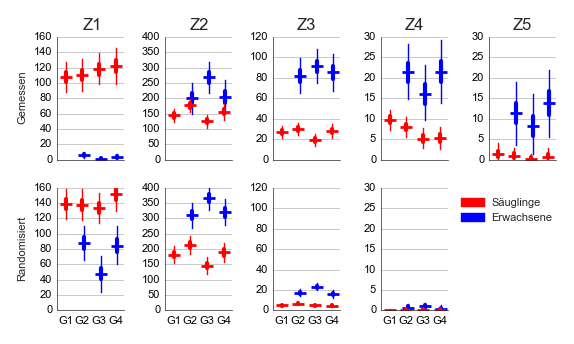 Z1 Z2 Z3 Z4 Z5
160 400 120 30 30
140 350 100 25 25
120 300 80 20 20
100 250 60 15 15
80 200 40 10 10
60 150 20 5 5
40 100 0 0 0
20 50
0 0
Gemessen
160 400 120 30
140 350 100 25
120 300 80 20
100 250 60 15
80 200 40 10
60 150 20 5
40 100 0 0
20 50
0 0
Randomisiert
Säuglinge
Erwachsene
G1 G2 G3 G4 G1 G2 G3 G4 G1 G2 G3 G4 G1 G2 G3 G4